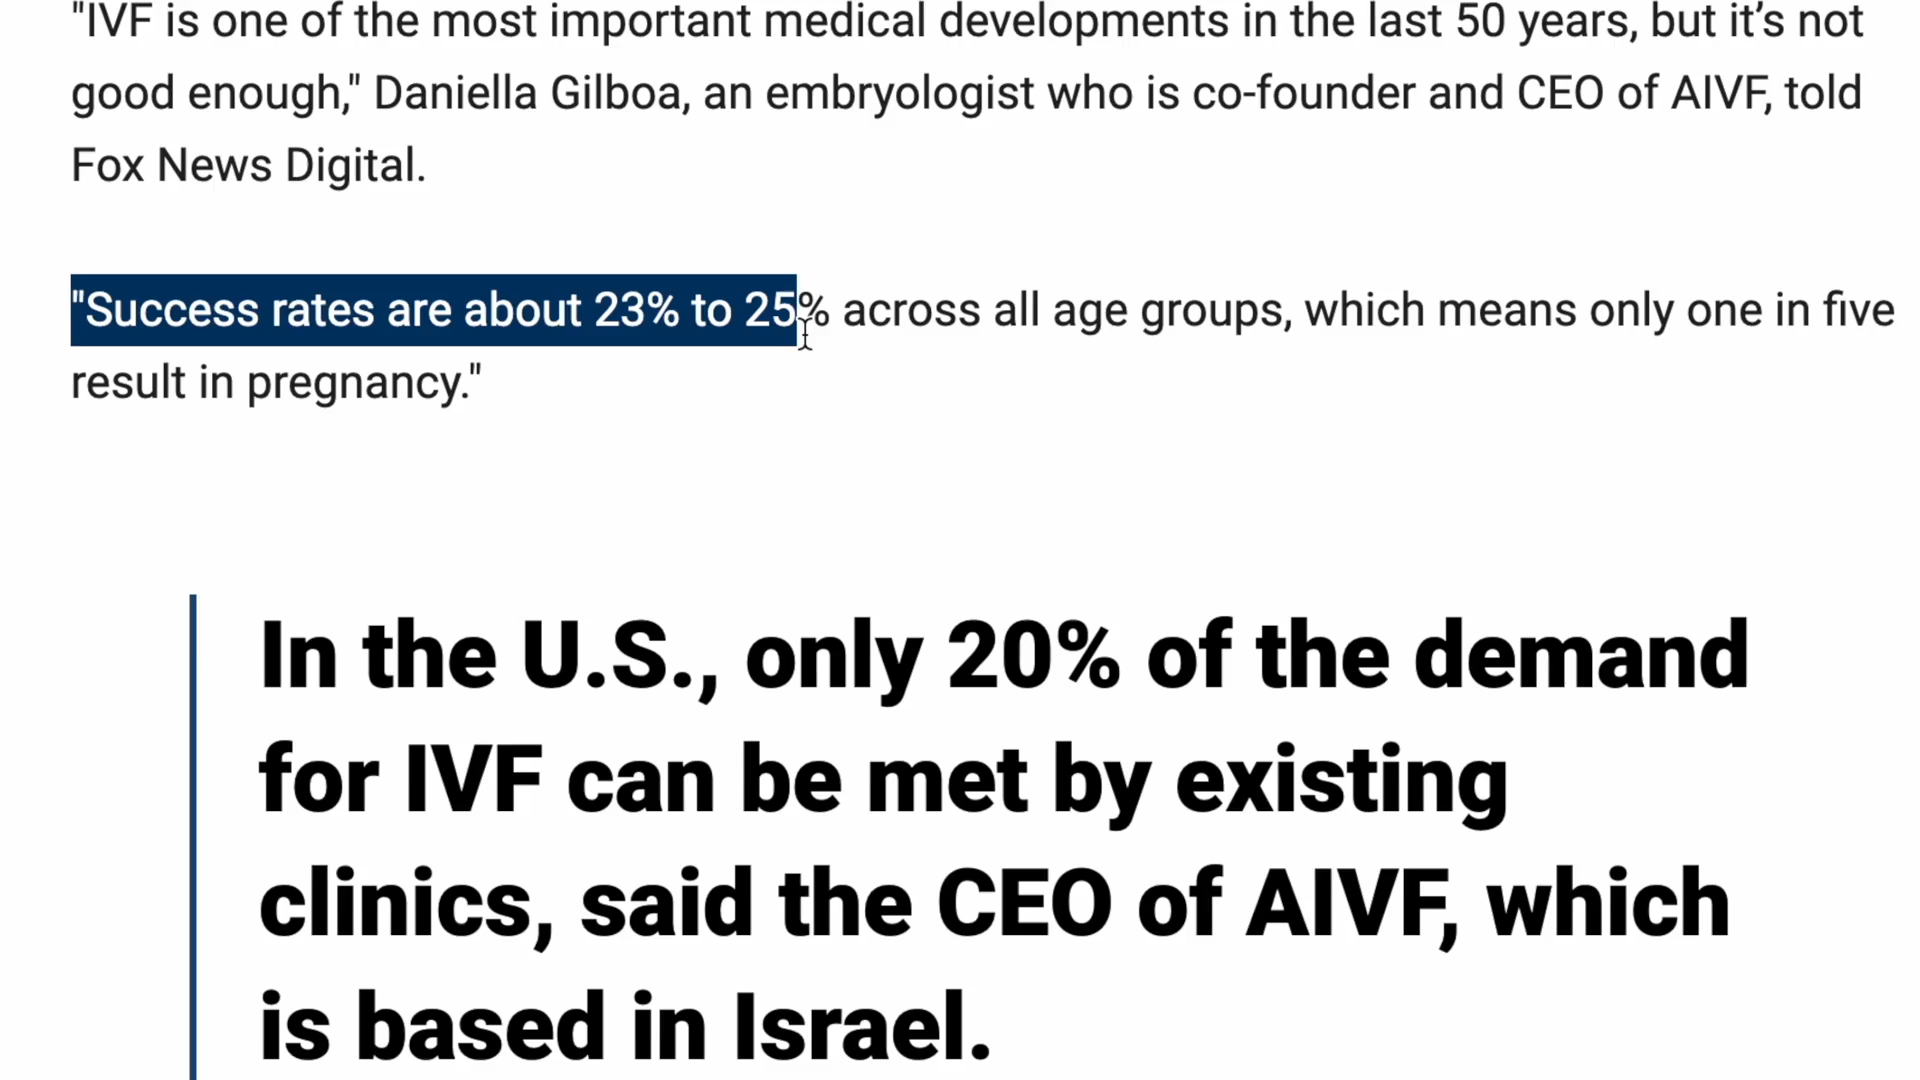 "IVF is one of the most important medical developments in the last 50 years, but it’s not
good enough," Daniella Gilboa, an embryologist who is co-founder and CEO of AIVF, told
Fox News Digital.
"Success rates are about 23% to 25% across all age groups, which means only one in five
result in pregnancy."
In the U.S., only 20% of the demand
for IVF can be met by existing
clinics, said the CEO of AIVF, which
is based in Israel.